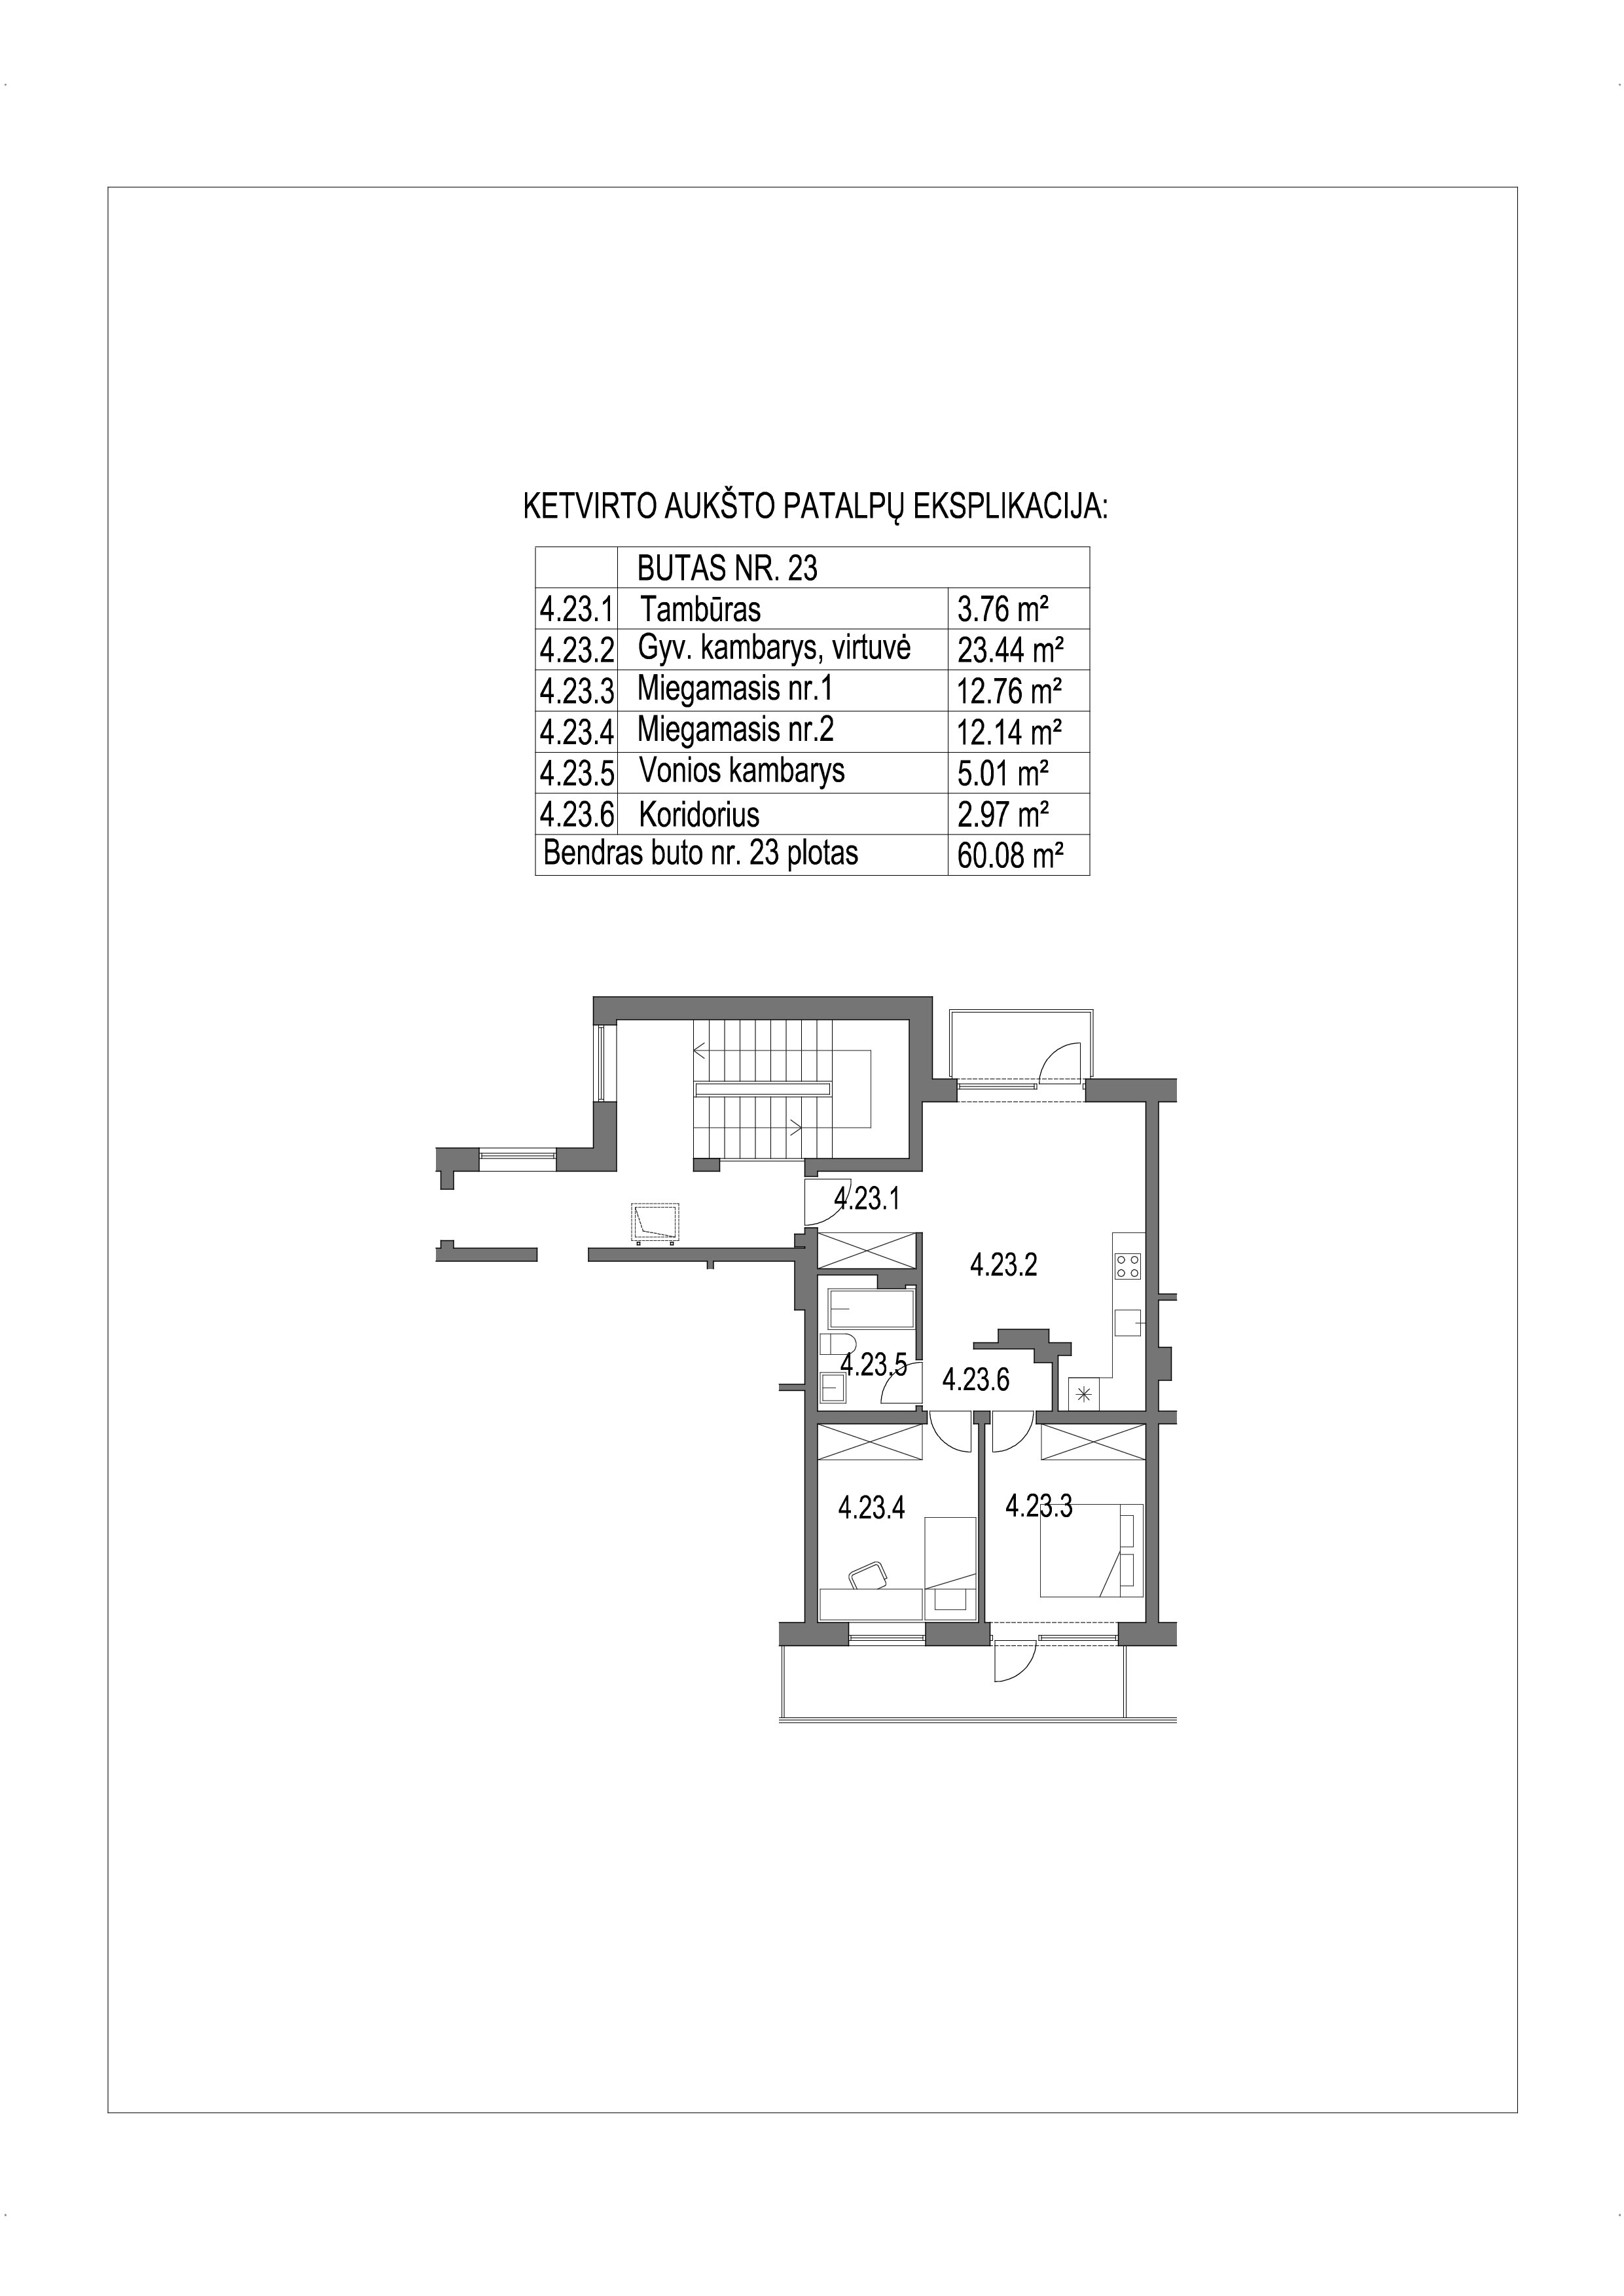 KETVIRTO AUKŠTO PATALPŲ EKSPLIKACIJA:
BUTAS NR. 23
4.23.1 Tambūras 3.76 m²
4.23.2 Gyv. kambarys, virtuvė 23.44 m²
4.23.3 Miegamasis nr.1 12.76 m²
4.23.4 Miegamasis nr.2 12.14 m²
4.23.5 Vonios kambarys 5.01 m²
4.23.6 Koridorius 2.97 m²
Bendras buto nr. 23 plotas 60.08 m²
4.23.1
4.23.2
4.23.5
4.23.6
4.23.4
4.23.3